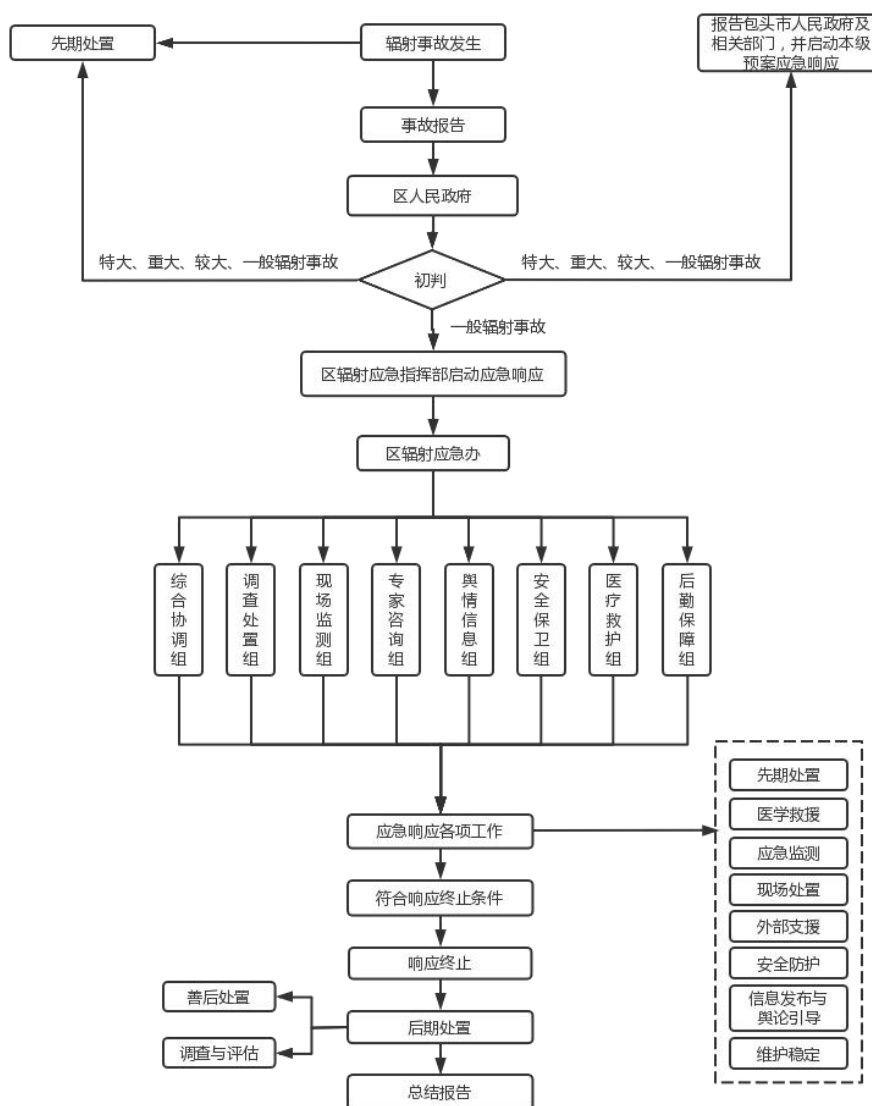 先期处置
辐射事故发生
报告包头市人民政府及
相关部门，并启动本级
预案应急响应
事故报告
区人民政府
特大、重大、较大、一般辐射事故
初判
特大、重大、较大、一般辐射事故
一般辐射事故
区辐射应急指挥部启动应急响应
区辐射应急办
综合协调组
调查处置组
现场监测组
专家咨询组
舆情信息组
安全保卫组
医疗救护组
后勤保障组
先期处置
医学救援
应急监测
现场处置
外部支援
安全防护
信息发布与
舆论引导
维护稳定
应急响应各项工作
符合响应终止条件
响应终止
善后处置
后期处置
调查与评估
总结报告